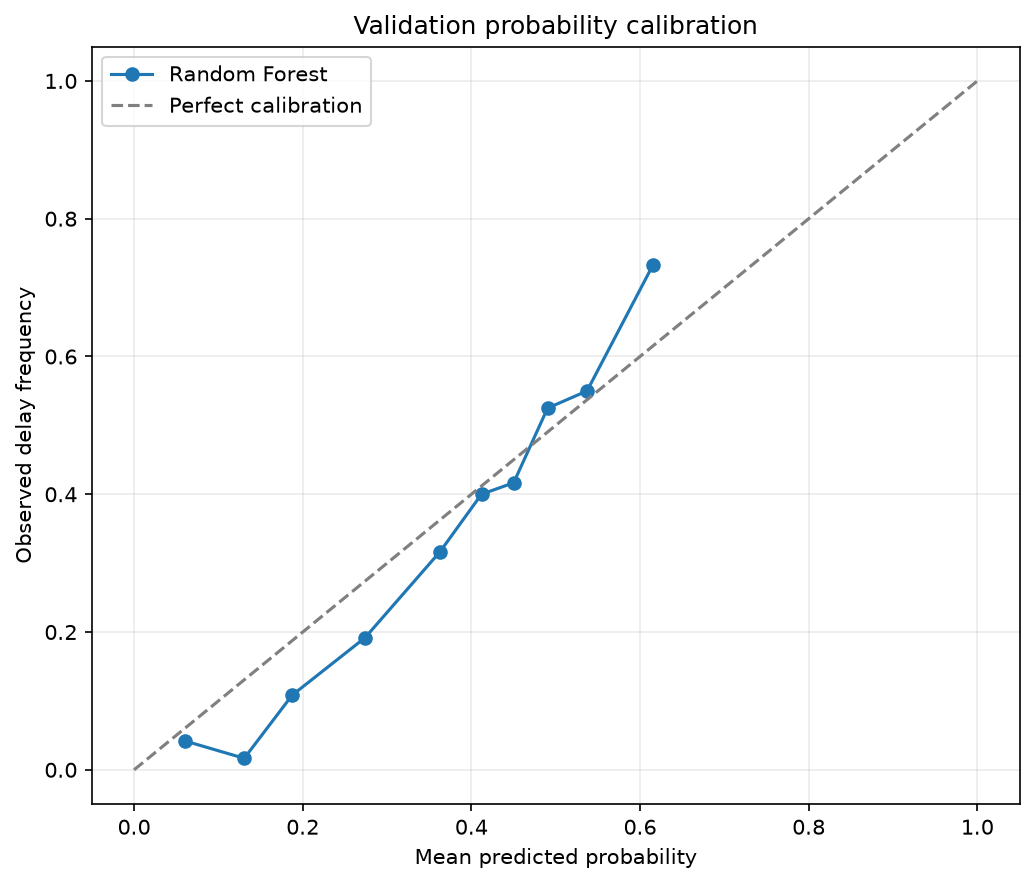 Validation probability calibration
Random Forest
Perfect calibration
1.0
0.8
0.6
0.4
0.2
0.0
Observed delay frequency
0.0 0.2 0.4 0.6 0.8 1.0
Mean predicted probability